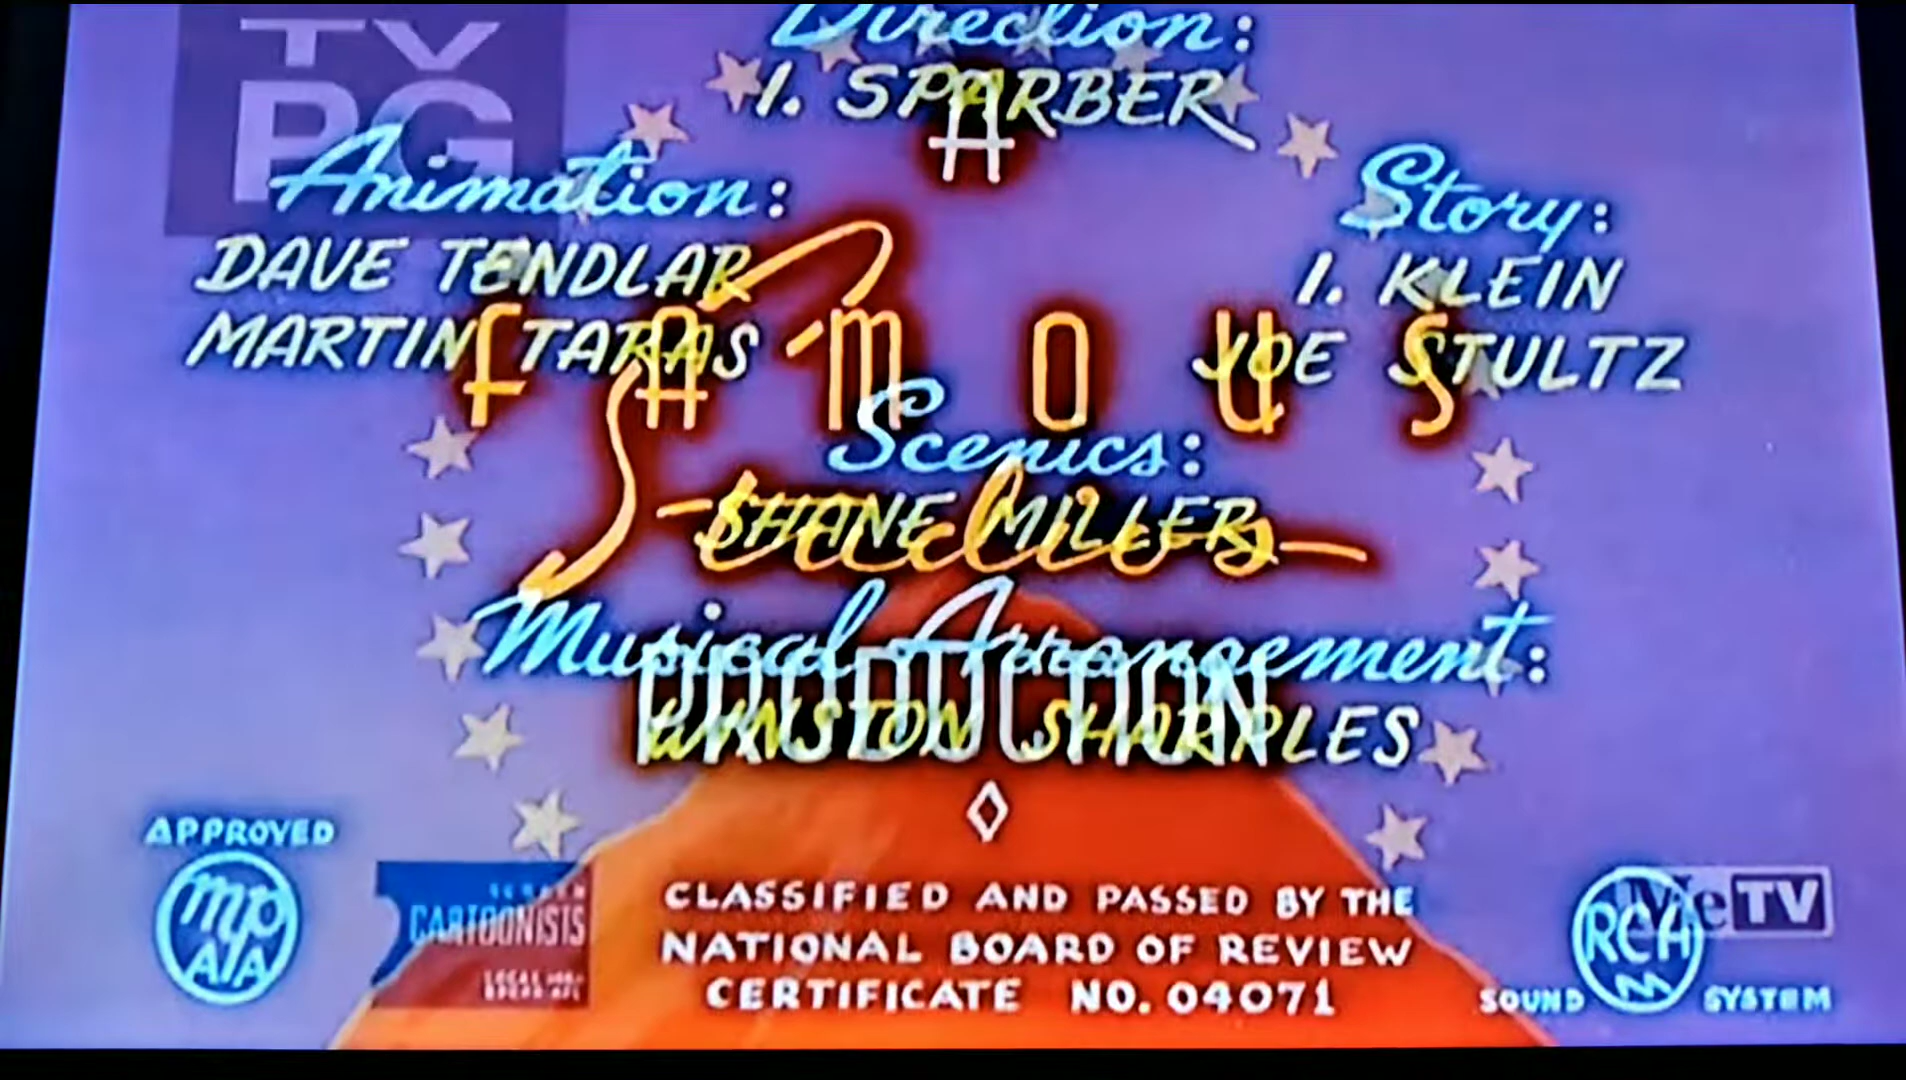 TV
PG
Direction:
I. SPARBER
A
Animation:
DAVE TENDLAR
MARTIN TARAS
Story:
I. KLEIN
JOE STULTZ
FAMOUS
Studios
Scenics:
SHANE MILLER
Musical Arrangement:
WINSTON SHARPLES
PRODUCTION
APPROVED
MPAA
SCREEN
CARTOONISTS
CLASSIFIED AND PASSED BY THE
NATIONAL BOARD OF REVIEW
CERTIFICATE NO. 04071
RCA
SOUND SYSTEM
MeTV